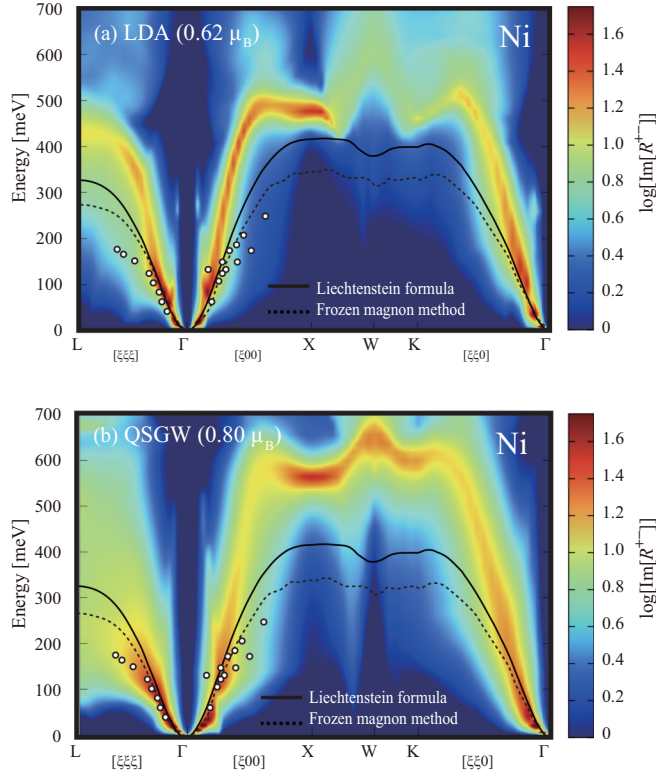 700
600
500
400
300
200
100
0
Energy [meV]
(a) LDA (0.62 μB)
Ni
Liechtenstein formula
Frozen magnon method
L
Γ
X
W
K
Γ
[ξξξ]
[ξ00]
[ξξ0]
1.6
1.4
1.2
1.0
0.8
0.6
0.4
0.2
0.0
log[Im[R⁺⁻]]
700
600
500
400
300
200
100
0
Energy [meV]
(b) QSGW (0.80 μB)
Ni
Liechtenstein formula
Frozen magnon method
L
Γ
X
W
K
Γ
[ξξξ]
[ξ00]
[ξξ0]
1.6
1.4
1.2
1.0
0.8
0.6
0.4
0.2
0.0
log[Im[R⁺⁻]]